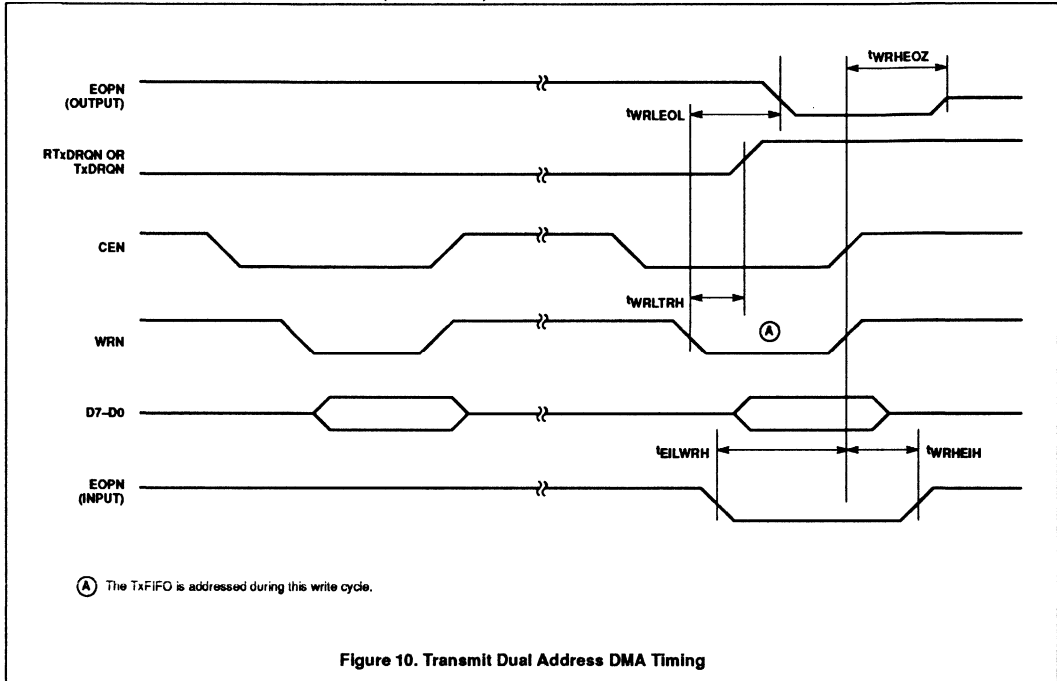 EOPN
(OUTPUT)
tWRHEOZ
tWRLEOL
RTxDRQN OR
TxDRQN
CEN
tWRLTRH
WRN
A
D7–D0
tEILWRH
tWRHEIH
EOPN
(INPUT)
A The TxFIFO is addressed during this write cycle.
Figure 10. Transmit Dual Address DMA Timing